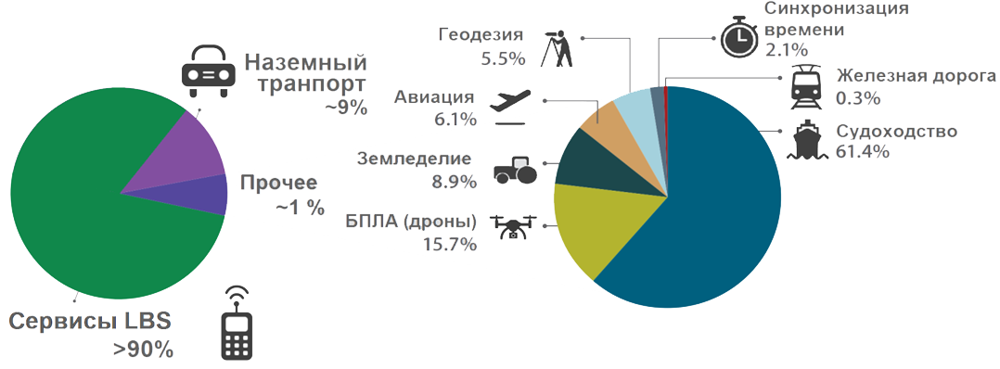 Наземный
транпорт
~9%
Прочее
~1 %
Сервисы LBS
>90%
Геодезия
5.5%
Авиация
6.1%
Земледелие
8.9%
БПЛА (дроны)
15.7%
Синхронизация
времени
2.1%
Железная дорога
0.3%
Судоходство
61.4%